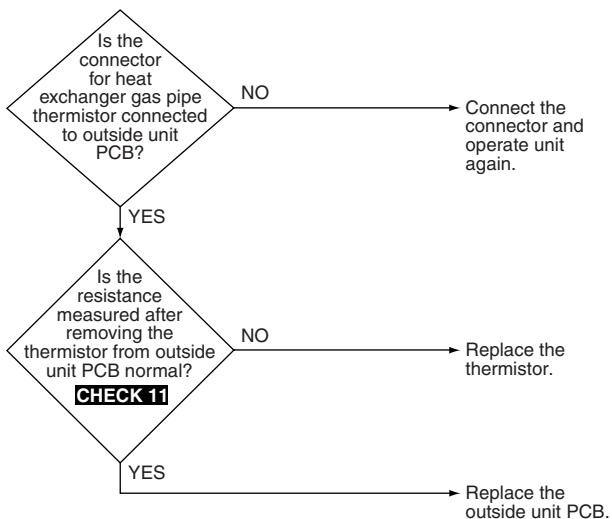 Is the
connector
for heat
exchanger gas pipe
thermistor connected
to outside unit
PCB?
NO
Connect the
connector and
operate unit
again.
YES
Is the
resistance
measured after
removing the
thermistor from outside
unit PCB normal?
CHECK 11
NO
Replace the
thermistor.
YES
Replace the
outside unit PCB.